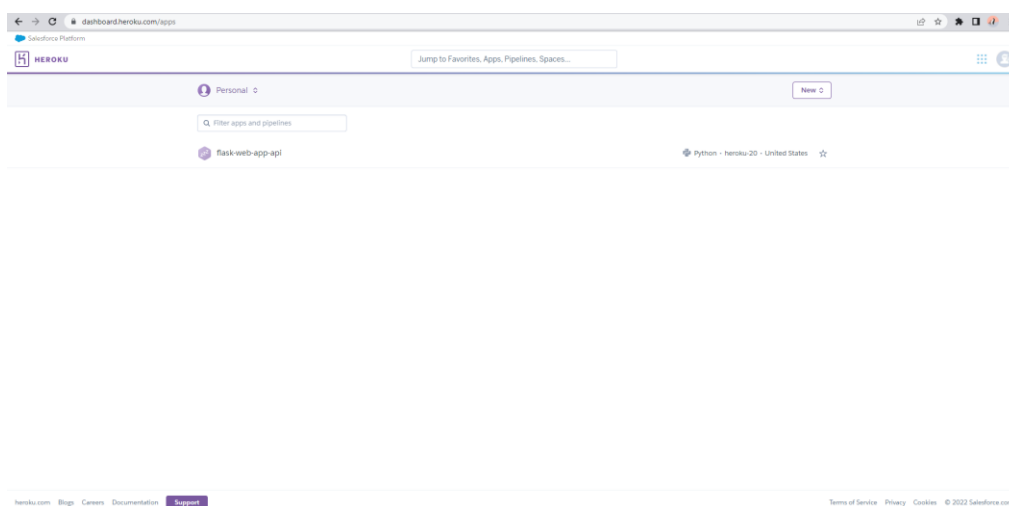 dashboard.heroku.com/apps
Salesforce Platform
HEROKU Jump to Favorites, Apps, Pipelines, Spaces...
Personal New
Filter apps and pipelines
flask-web-app-api Python · heroku-20 · United States
heroku.com Blogs Careers Documentation Support Terms of Service Privacy Cookies © 2022 Salesforce.co